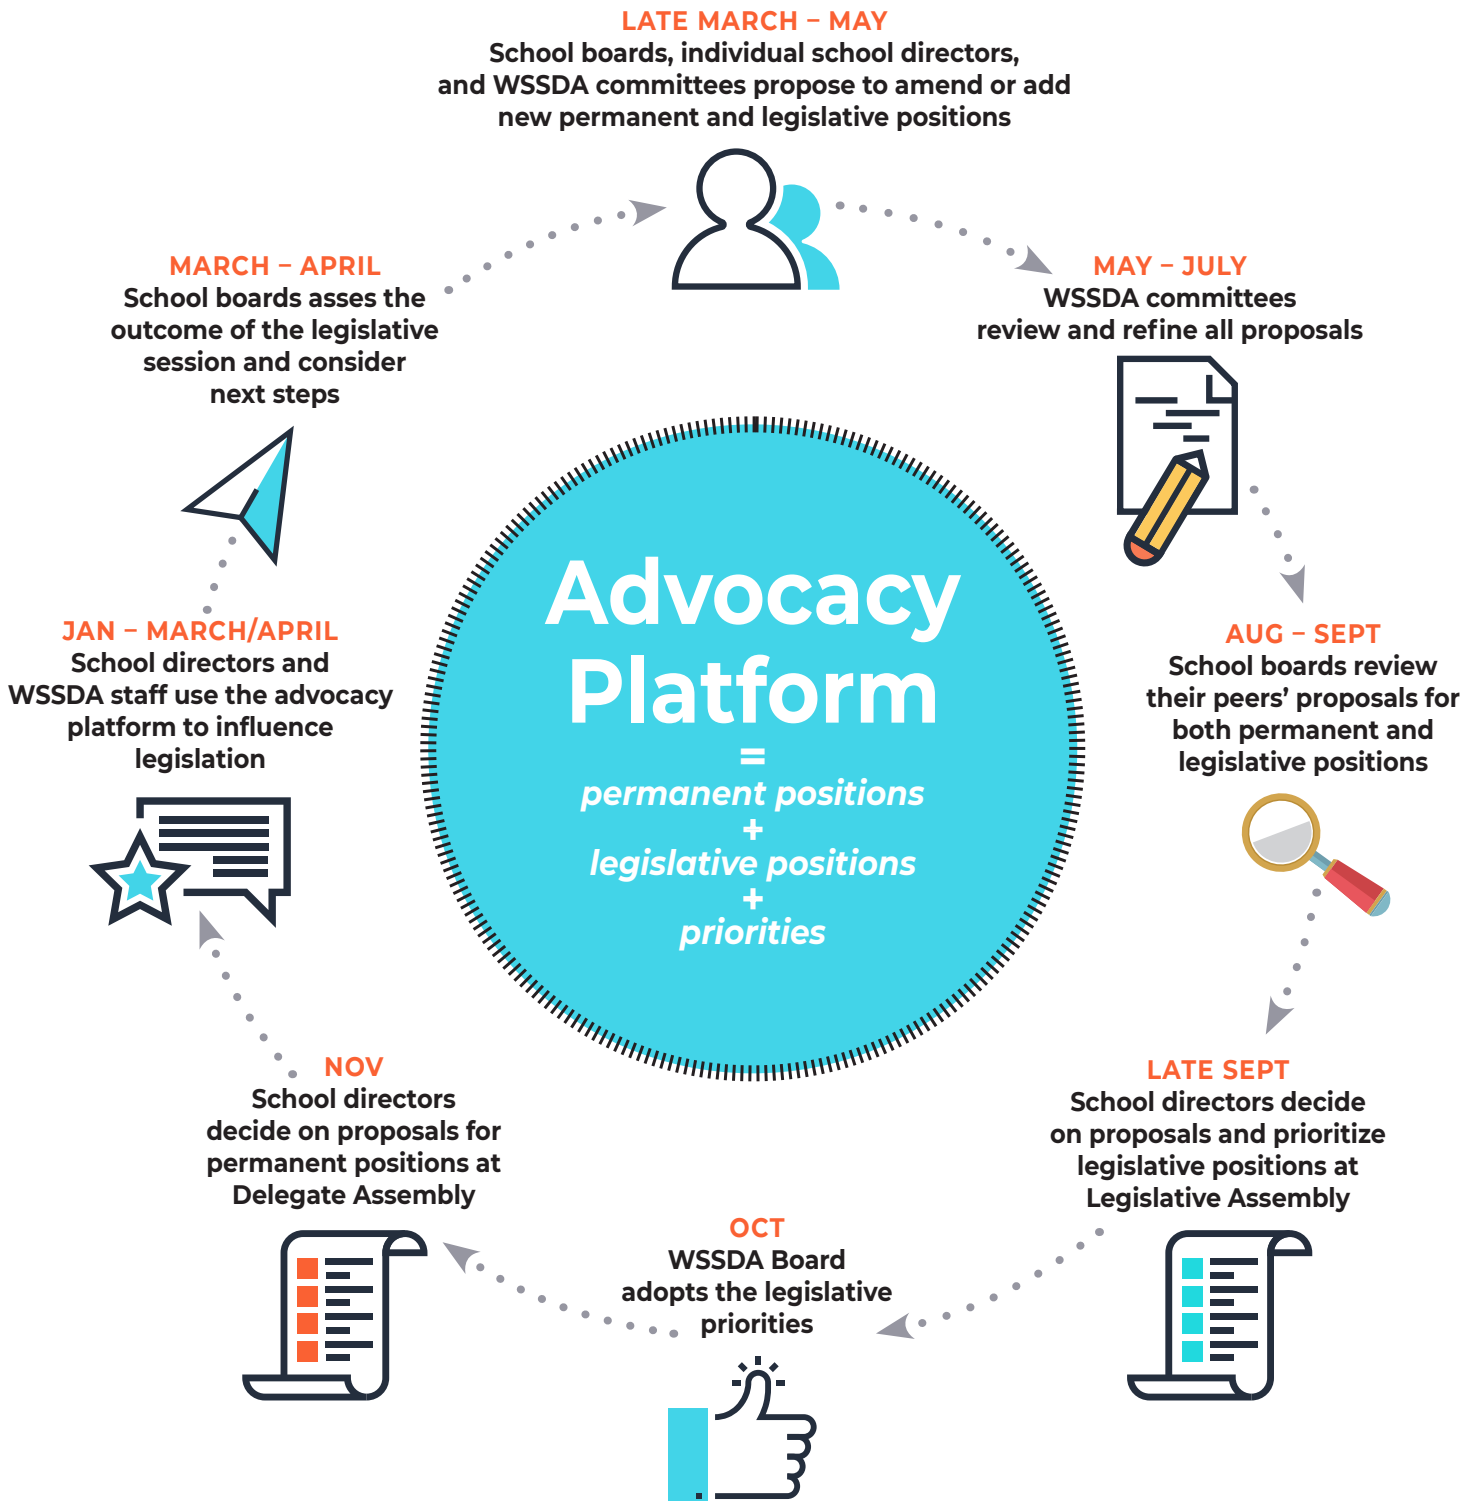 LATE MARCH – MAY
School boards, individual school directors,
and WSSDA committees propose to amend or add
new permanent and legislative positions
MAY – JULY
WSSDA committees
review and refine all proposals
AUG – SEPT
School boards review
their peers’ proposals for
both permanent and
legislative positions
LATE SEPT
School directors decide
on proposals and prioritize
legislative positions at
Legislative Assembly
OCT
WSSDA Board
adopts the legislative
priorities
NOV
School directors
decide on proposals for
permanent positions at
Delegate Assembly
JAN – MARCH/APRIL
School directors and
WSSDA staff use the advocacy
platform to influence
legislation
MARCH – APRIL
School boards asses the
outcome of the legislative
session and consider
next steps
Advocacy
Platform
=
permanent positions
+
legislative positions
+
priorities